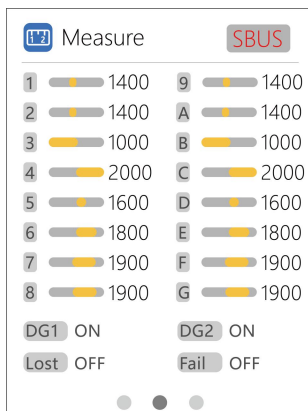 Measure SBUS
1 1400 9 1400
2 1400 A 1400
3 1000 B 1000
4 2000 C 2000
5 1600 D 1600
6 1800 E 1800
7 1900 F 1900
8 1900 G 1900
DG1 ON DG2 ON
Lost OFF Fail OFF